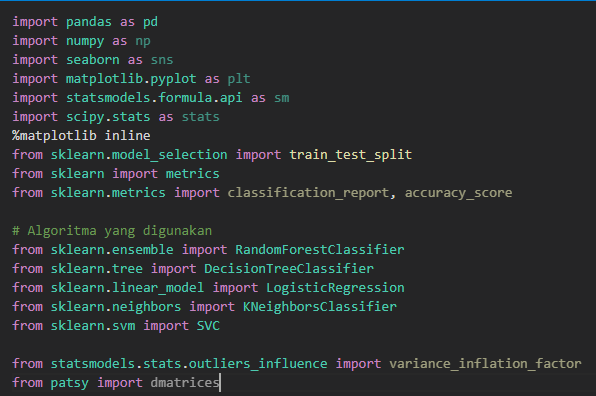 import pandas as pd
import numpy as np
import seaborn as sns
import matplotlib.pyplot as plt
import statsmodels.formula.api as sm
import scipy.stats as stats
%matplotlib inline
from sklearn.model_selection import train_test_split
from sklearn import metrics
from sklearn.metrics import classification_report, accuracy_score
# Algoritma yang digunakan
from sklearn.ensemble import RandomForestClassifier
from sklearn.tree import DecisionTreeClassifier
from sklearn.linear_model import LogisticRegression
from sklearn.neighbors import KNeighborsClassifier
from sklearn.svm import SVC
from statsmodels.stats.outliers_influence import variance_inflation_factor
from patsy import dmatrices